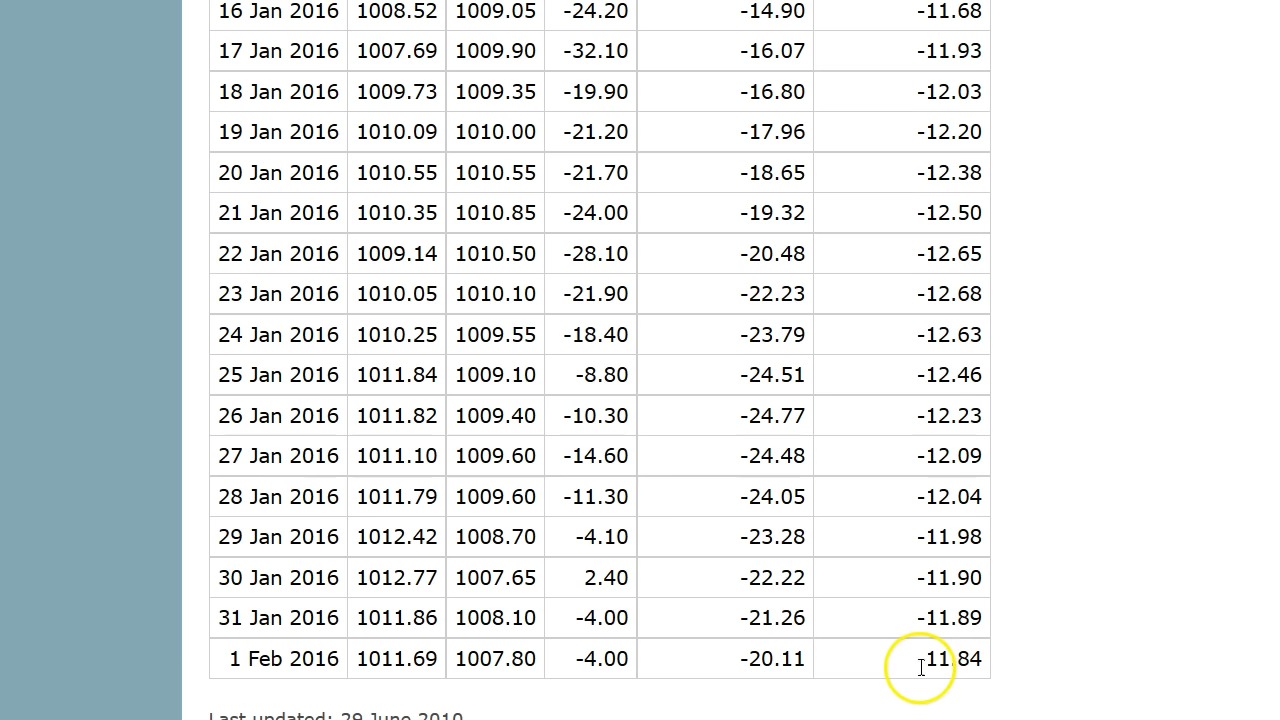 16 Jan 2016 1008.52 1009.05 -24.20 -14.90 -11.68
17 Jan 2016 1007.69 1009.90 -32.10 -16.07 -11.93
18 Jan 2016 1009.73 1009.35 -19.90 -16.80 -12.03
19 Jan 2016 1010.09 1010.00 -21.20 -17.96 -12.20
20 Jan 2016 1010.55 1010.55 -21.70 -18.65 -12.38
21 Jan 2016 1010.35 1010.85 -24.00 -19.32 -12.50
22 Jan 2016 1009.14 1010.50 -28.10 -20.48 -12.65
23 Jan 2016 1010.05 1010.10 -21.90 -22.23 -12.68
24 Jan 2016 1010.25 1009.55 -18.40 -23.79 -12.63
25 Jan 2016 1011.84 1009.10 -8.80 -24.51 -12.46
26 Jan 2016 1011.82 1009.40 -10.30 -24.77 -12.23
27 Jan 2016 1011.10 1009.60 -14.60 -24.48 -12.09
28 Jan 2016 1011.79 1009.60 -11.30 -24.05 -12.04
29 Jan 2016 1012.42 1008.70 -4.10 -23.28 -11.98
30 Jan 2016 1012.77 1007.65 2.40 -22.22 -11.90
31 Jan 2016 1011.86 1008.10 -4.00 -21.26 -11.89
1 Feb 2016 1011.69 1007.80 -4.00 -20.11 -11.84
Last updated: 29 June 2010